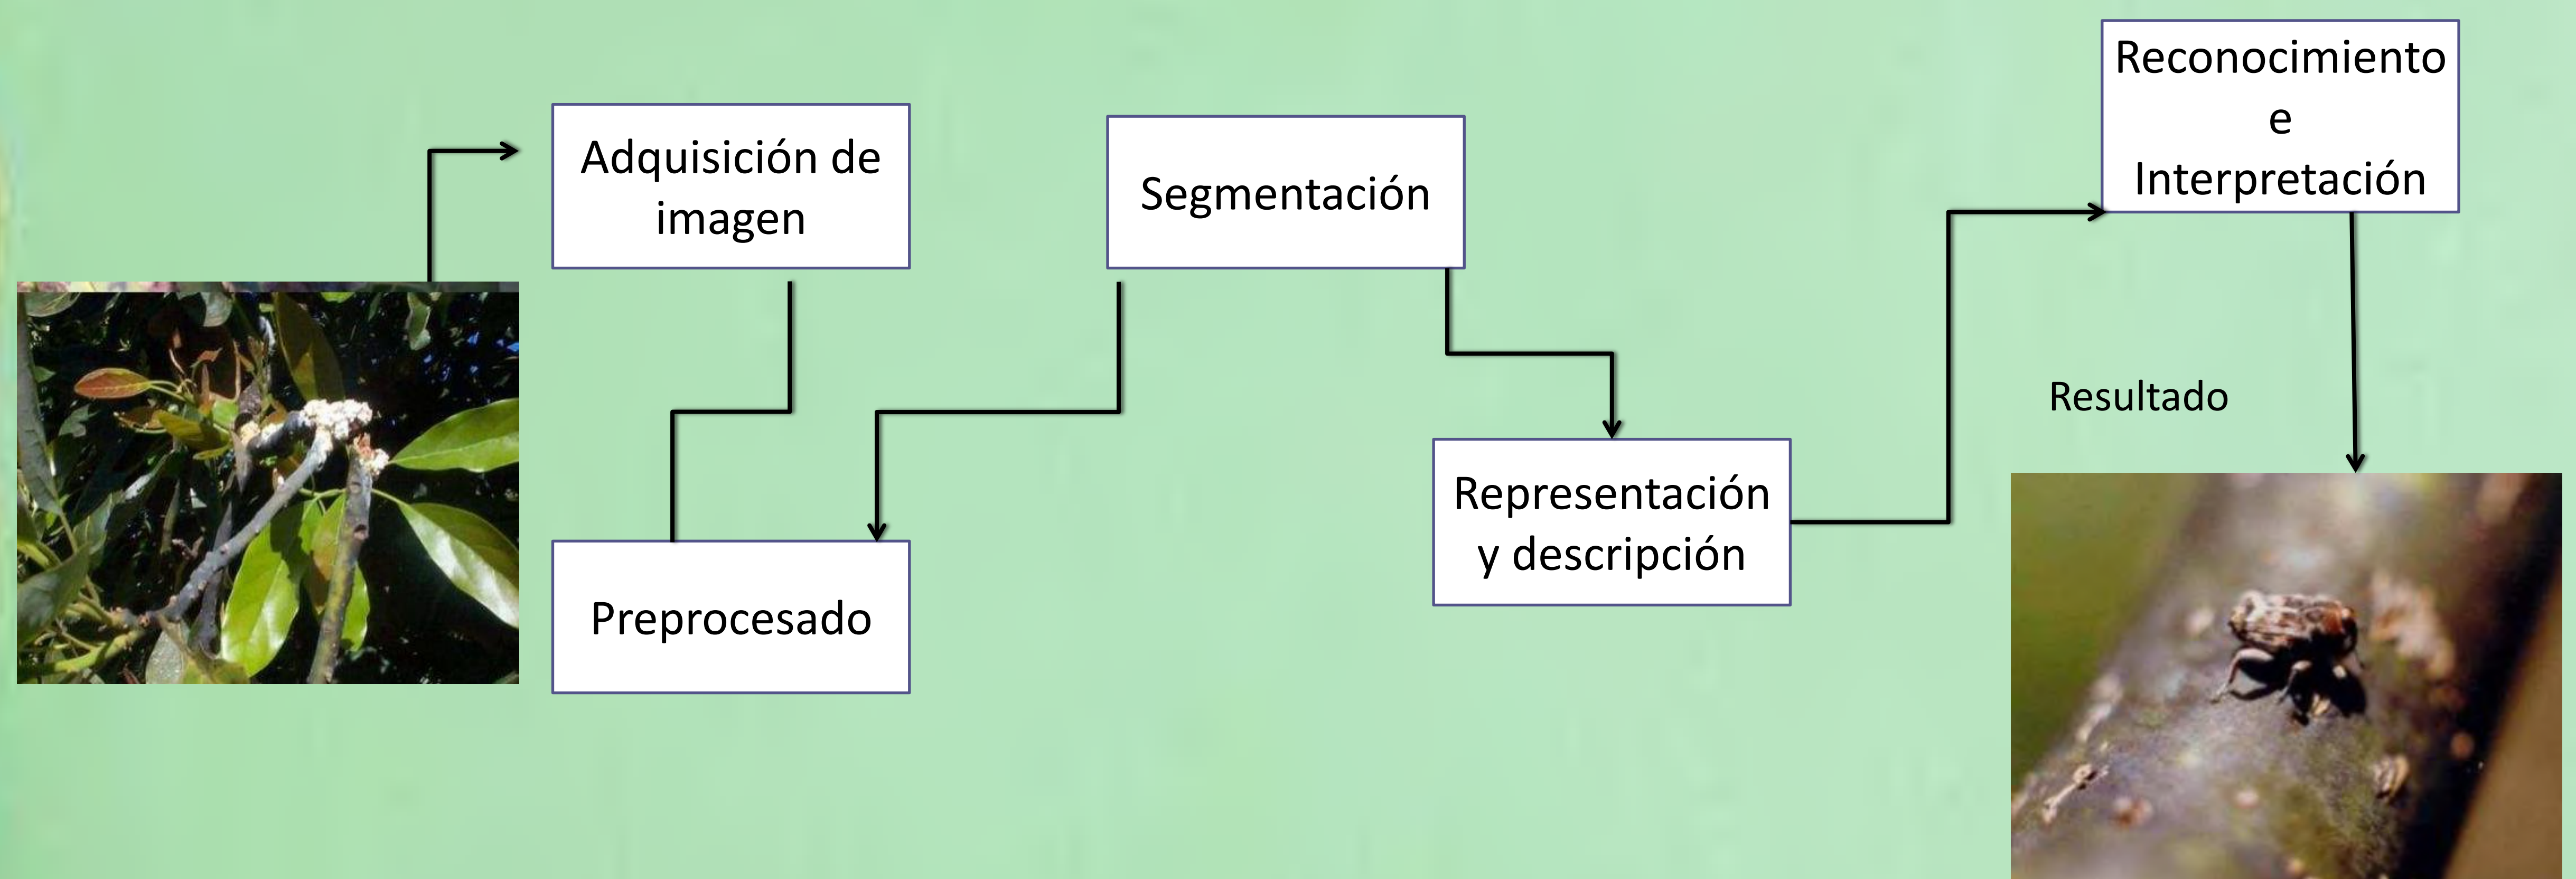 Adquisición de
imagen
Preprocesado
Segmentación
Representación
y descripción
Reconocimiento
e
Interpretación
Resultado